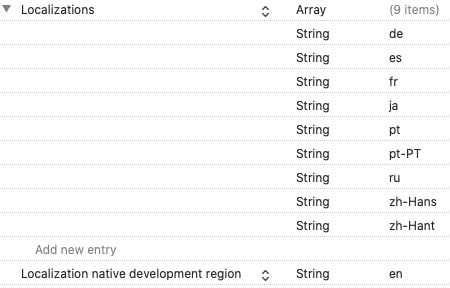 Localizations Array (9 items)
String de
String es
String fr
String ja
String pt
String pt-PT
String ru
String zh-Hans
String zh-Hant
Add new entry
Localization native development region String en